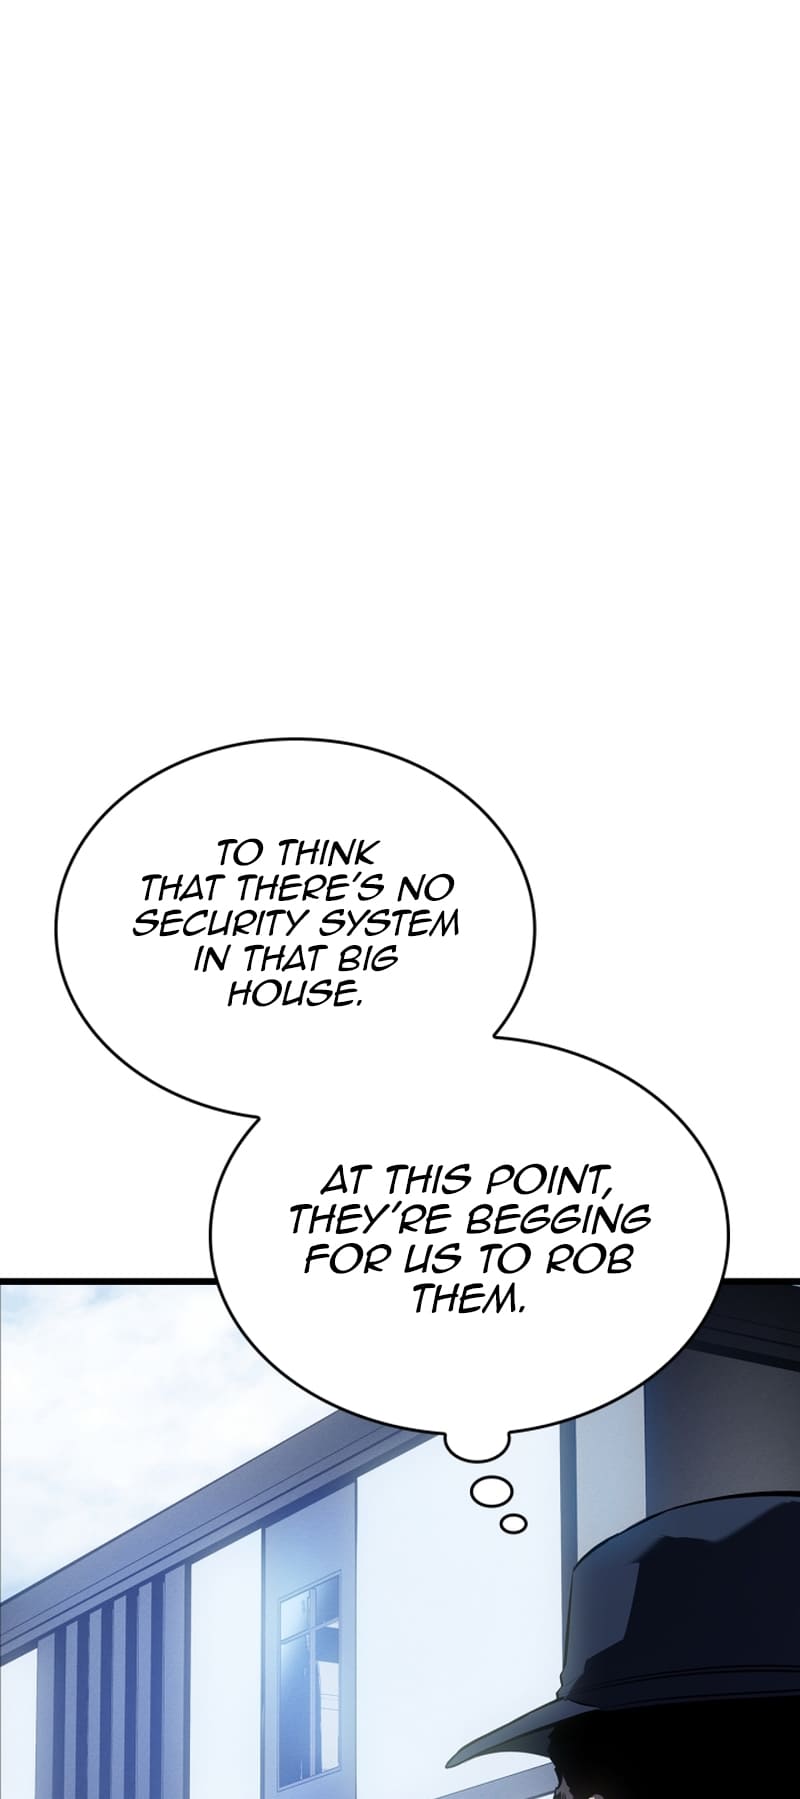 TO THINK
THAT THERE'S NO
SECURITY SYSTEM
IN THAT BIG
HOUSE.
AT THIS POINT,
THEY'RE BEGGING
FOR US TO ROB
THEM.